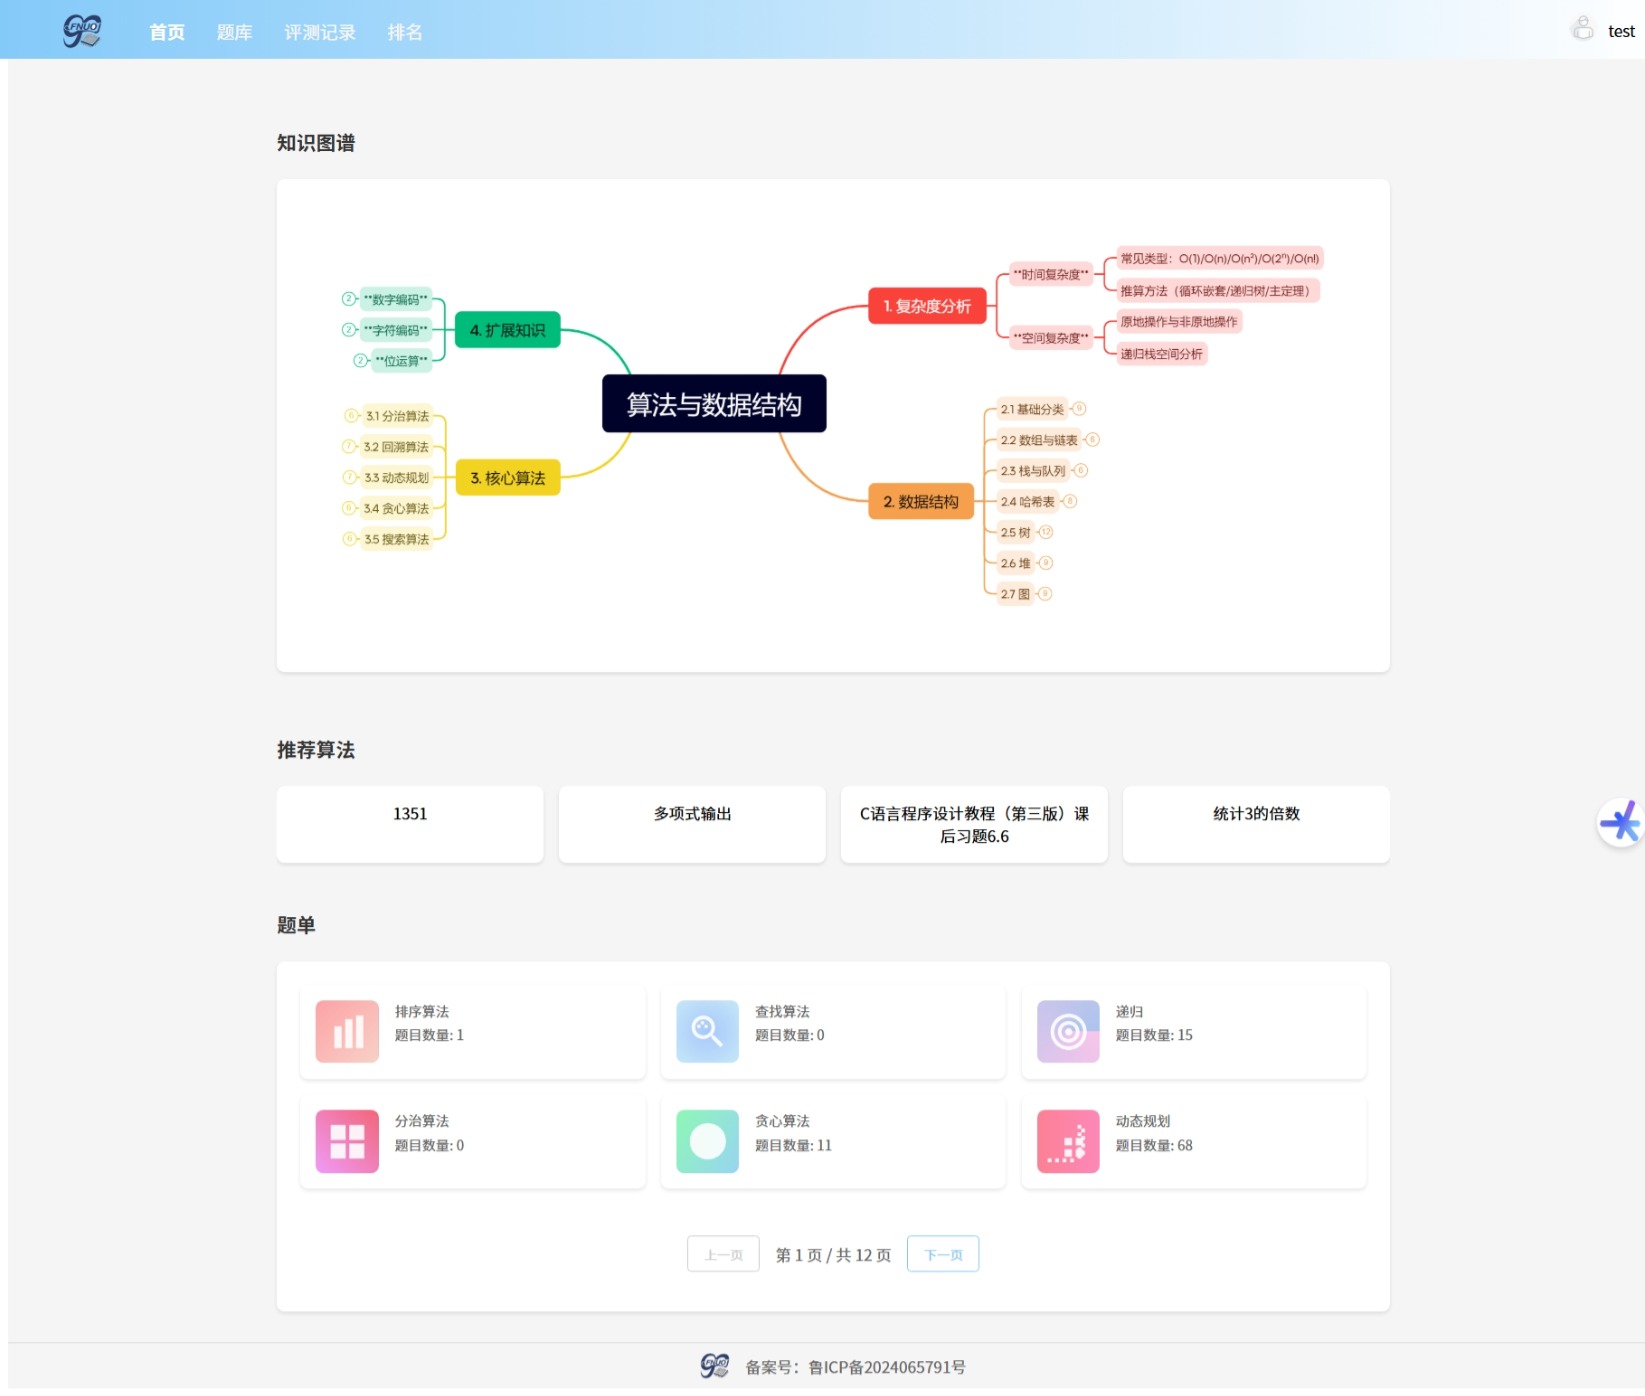 FNUO
首页
题库
评测记录
排名
test
知识图谱
算法与数据结构
1. 复杂度分析
**时间复杂度**
常见类型：O(1)/O(n)/O(n²)/O(2ⁿ)/O(n!)
推算方法（循环嵌套/递归树/主定理）
**空间复杂度**
原地操作与非原地操作
递归栈空间分析
2. 数据结构
2.1 基础分类 9
2.2 数组与链表 6
2.3 栈与队列 6
2.4 哈希表 8
2.5 树 12
2.6 堆 9
2.7 图 9
4. 扩展知识
2 **数字编码**
2 **字符编码**
2 **位运算**
3. 核心算法
6 3.1 分治算法
7 3.2 回溯算法
7 3.3 动态规划
6 3.4 贪心算法
6 3.5 搜索算法
推荐算法
1351
多项式输出
C语言程序设计教程（第三版）课
后习题6.6
统计3的倍数
题单
排序算法
题目数量: 1
查找算法
题目数量: 0
递归
题目数量: 15
分治算法
题目数量: 0
贪心算法
题目数量: 11
动态规划
题目数量: 68
上一页
第 1 页 / 共 12 页
下一页
FNUO
备案号：鲁ICP备2024065791号